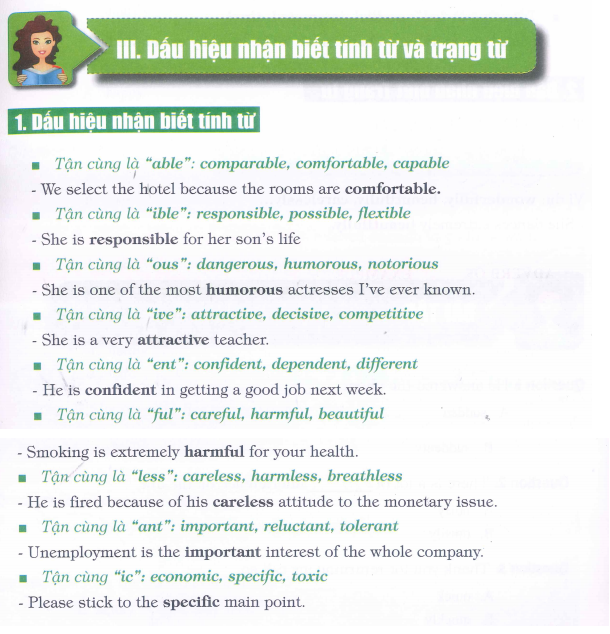 III. Dấu hiệu nhận biết tính từ và trạng từ
1. Dấu hiệu nhận biết tính từ
▪ Tận cùng là “able”: comparable, comfortable, capable
- We select the hotel because the rooms are comfortable.
▪ Tận cùng là “ible”: responsible, possible, flexible
- She is responsible for her son’s life
▪ Tận cùng là “ous”: dangerous, humorous, notorious
- She is one of the most humorous actresses I’ve ever known.
▪ Tận cùng là “ive”: attractive, decisive, competitive
- She is a very attractive teacher.
▪ Tận cùng là “ent”: confident, dependent, different
- He is confident in getting a good job next week.
▪ Tận cùng là “ful”: careful, harmful, beautiful
- Smoking is extremely harmful for your health.
▪ Tận cùng là “less”: careless, harmless, breathless
- He is fired because of his careless attitude to the monetary issue.
▪ Tận cùng là “ant”: important, reluctant, tolerant
- Unemployment is the important interest of the whole company.
▪ Tận cùng “ic”: economic, specific, toxic
- Please stick to the specific main point.